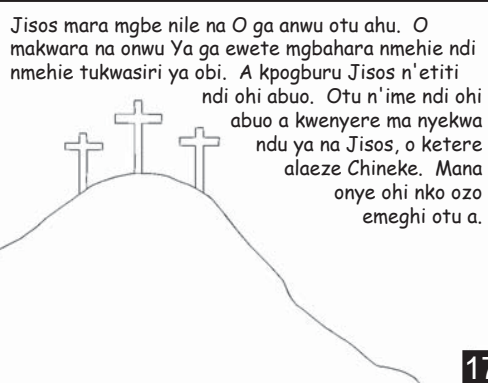 Jisos mara mgbe nile na O ga anwu otu ahu. O
makwara na onwu Ya ga ewete mgbahara nmehie ndi
nmehie tukwasiri ya obi. A kpogburu Jisos n'etiti
ndi ohi abuo. Otu n'ime ndi ohi
abuo a kwenyere ma nyekwa
ndu ya na Jisos, o ketere
alaeze Chineke. Mana
onye ohi nko ozo
emeghi otu a.
17